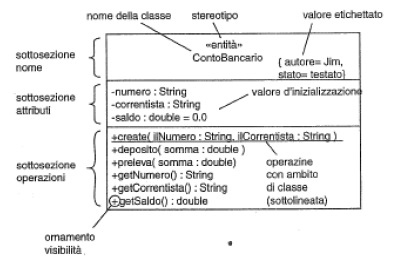 nome della classe
stereotipo
valore etichettato
«entità»
ContoBancario
{ autore= Jim,
stato= testato}
sottosezione
nome
sottosezione
attributi
-numero : String
-correntista : String
-saldo : double = 0.0
valore d'inizializzazione
+create( ilNumero : String, ilCorrentista : String )
+deposito( somma : double )
+preleva( somma : double)
+getNumero() : String
+getCorrentista() : String
+getSaldo() : double
sottosezione
operazioni
operazine
con ambito
di classe
(sottolineata)
ornamento
visibilità